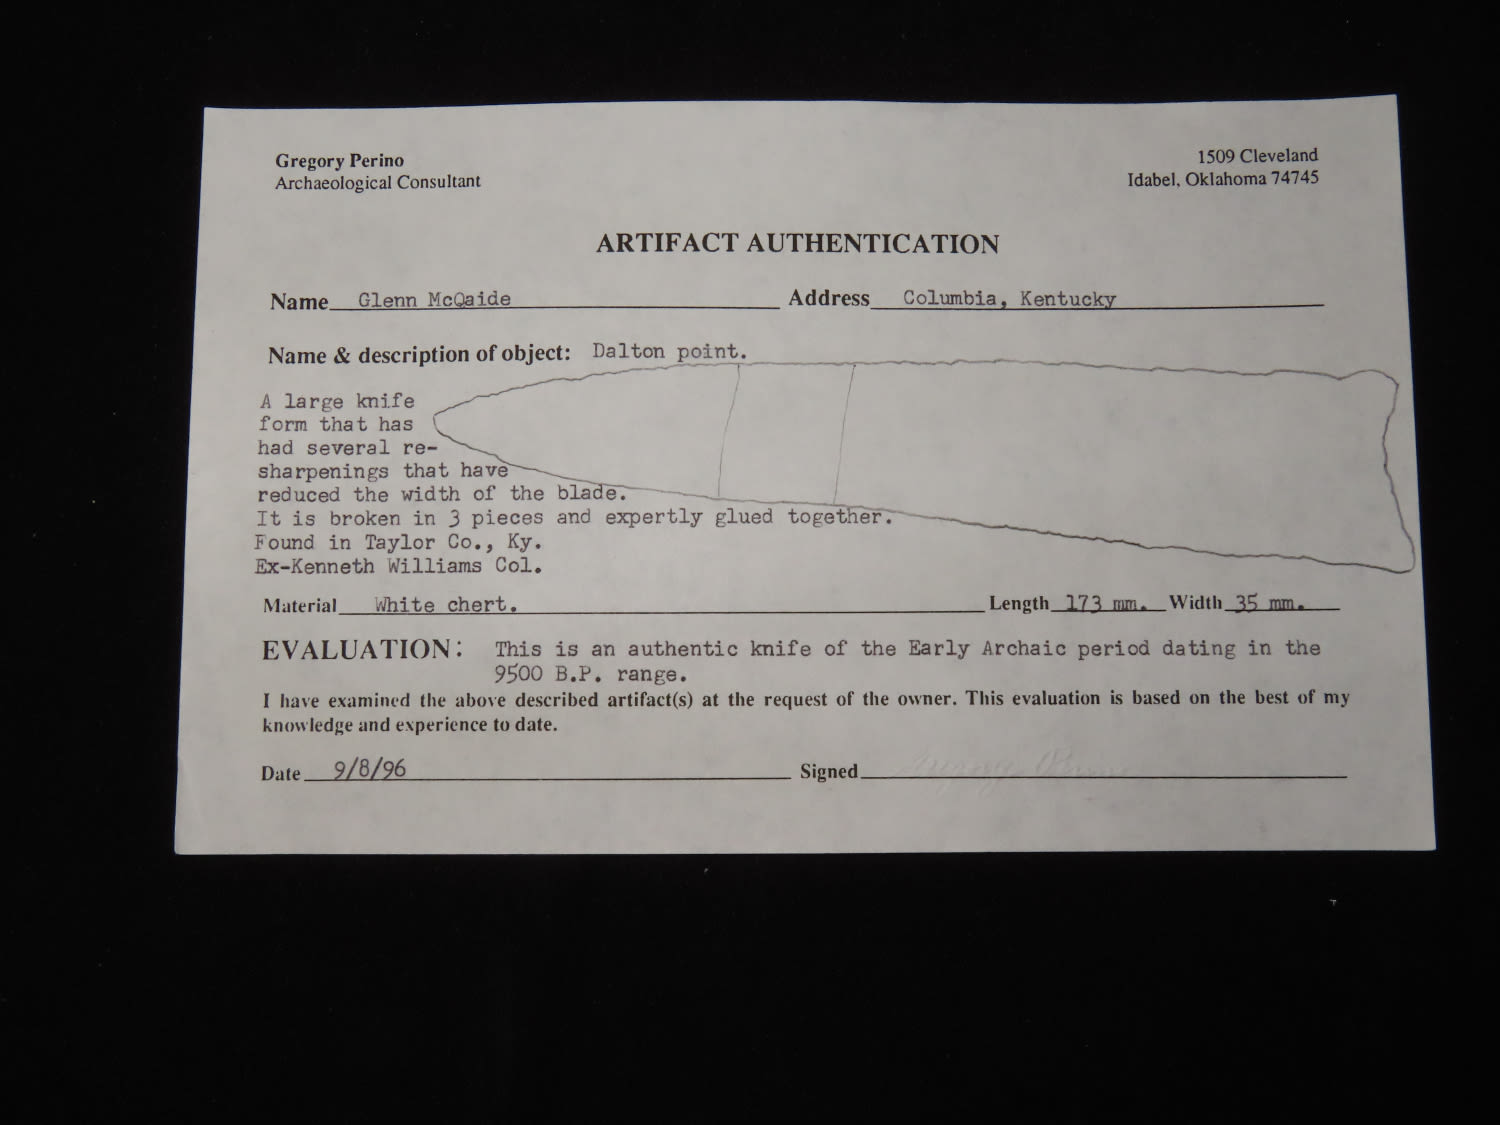 Gregory Perino
Archaeological Consultant
1509 Cleveland
Idabel, Oklahoma 74745
ARTIFACT AUTHENTICATION
Name Glenn McQaide Address Columbia, Kentucky
Name & description of object: Dalton point.
A large knife
form that has
had several re-
sharpenings that have
reduced the width of the blade.
It is broken in 3 pieces and expertly glued together.
Found in Taylor Co., Ky.
Ex-Kenneth Williams Col.
Material White chert. Length 173 mm. Width 35 mm.
EVALUATION: This is an authentic knife of the Early Archaic period dating in the
9500 B.P. range.
I have examined the above described artifact(s) at the request of the owner. This evaluation is based on the best of my
knowledge and experience to date.
Date 9/8/96 Signed